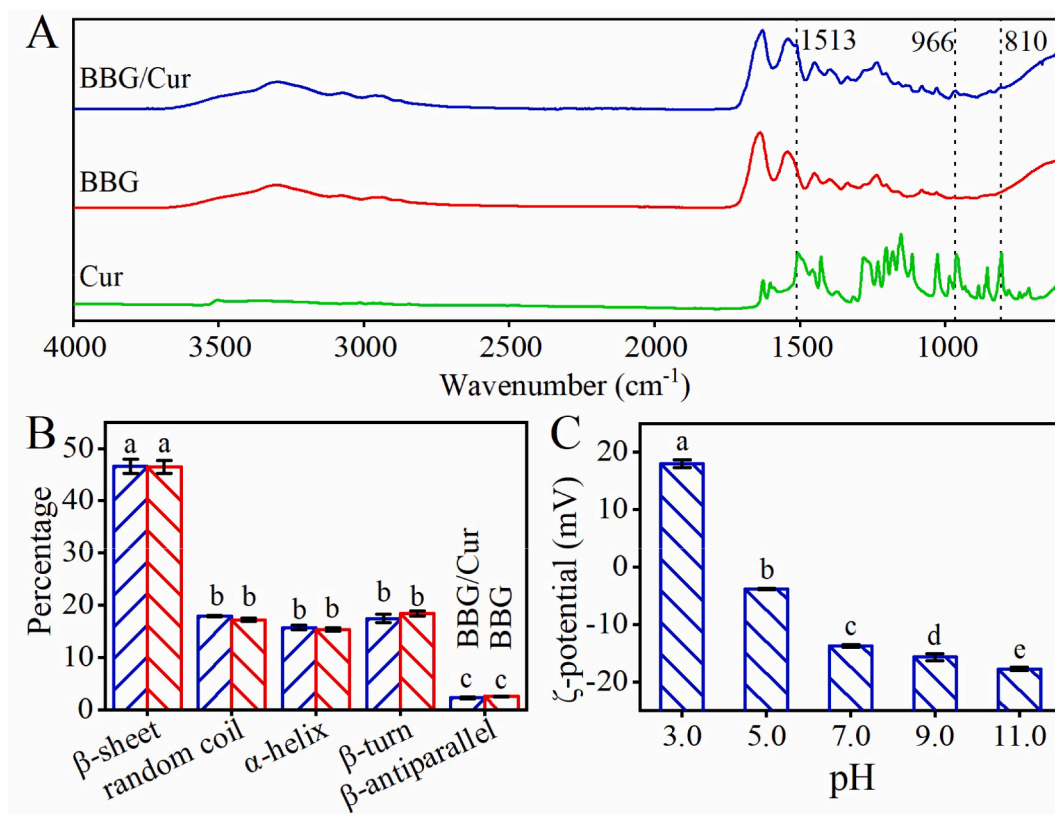 A
1513
966
810
BBG/Cur
BBG
Cur
4000
3500
3000
2500
2000
1500
1000
Wavenumber (cm⁻¹)
B
Percentage
50
40
30
20
10
0
a a
b b
b b
b b
c c
BBG/Cur
BBG
β-sheet
random coil
α-helix
β-turn
β-antiparallel
C
ζ-potential (mV)
20
10
0
-10
-20
a
b
c
d
e
3.0
5.0
7.0
9.0
11.0
pH